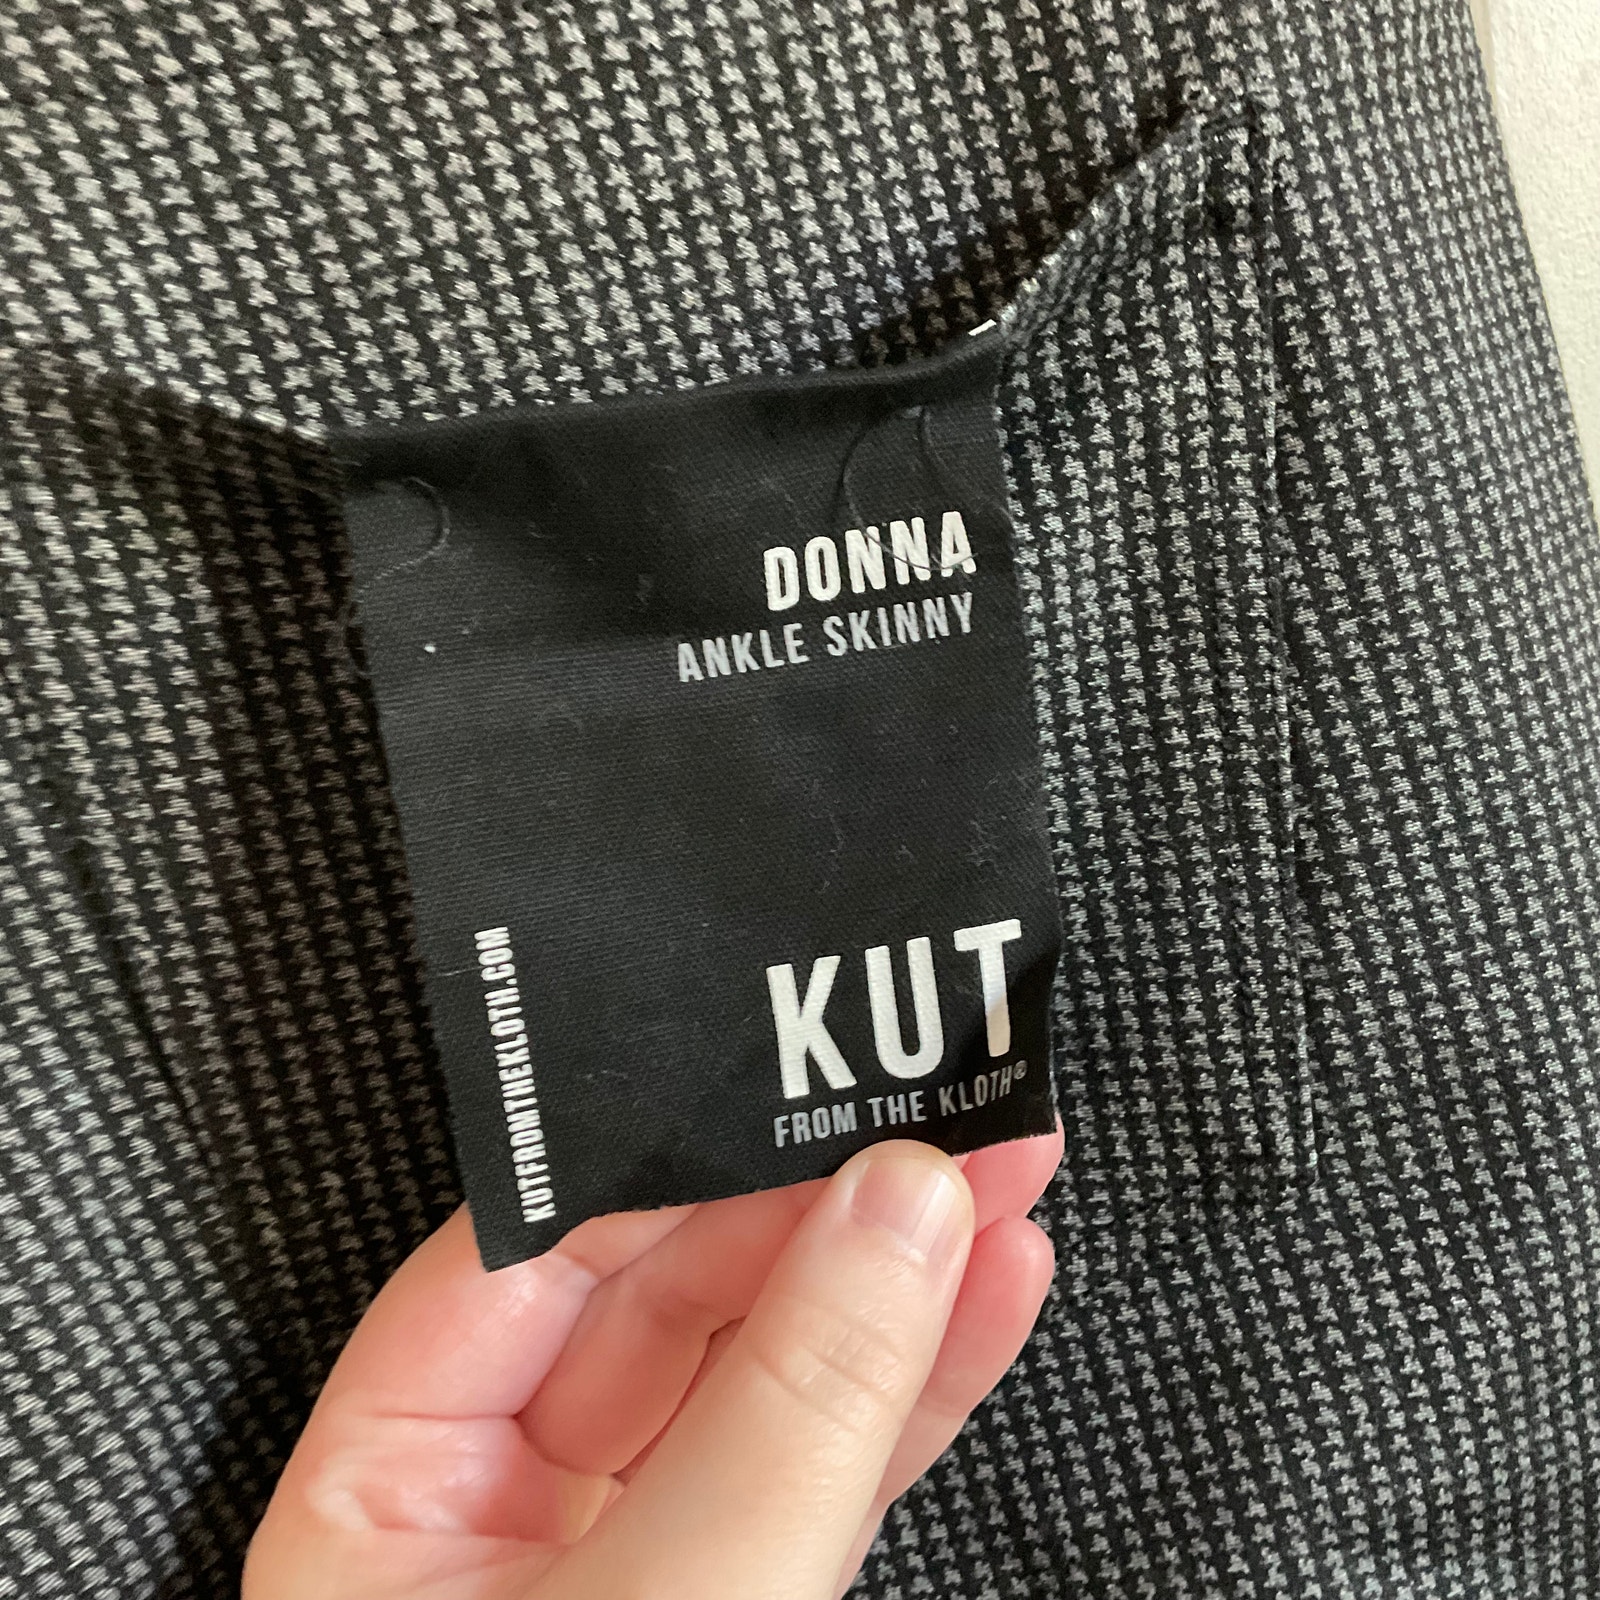 DONNA
ANKLE SKINNY
KUT
FROM THE KLOTH®
KUTFROMTHEKLOTH.COM